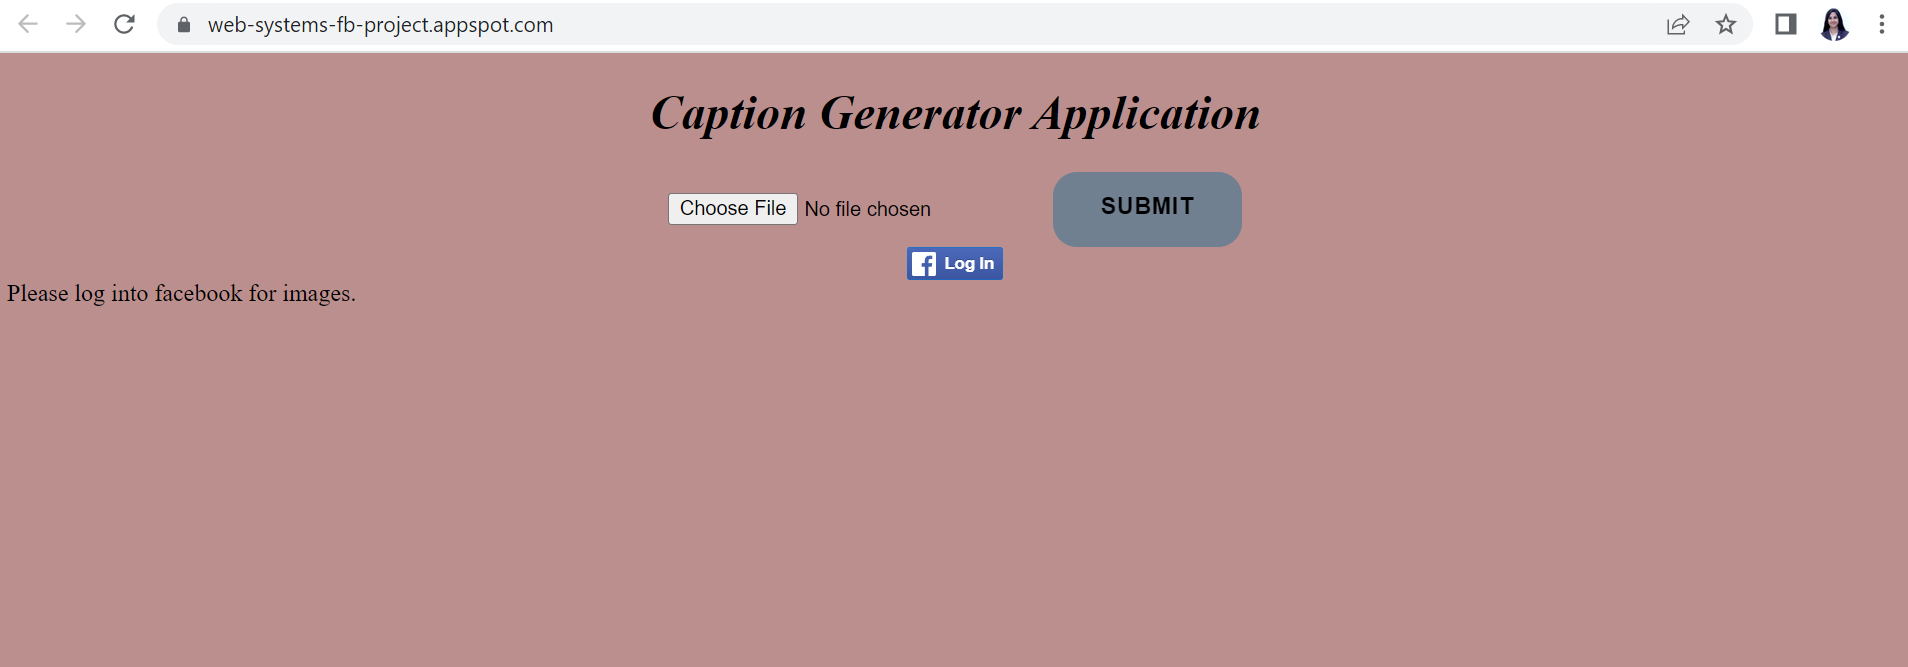 web-systems-fb-project.appspot.com
Caption Generator Application
Choose File No file chosen
SUBMIT
Log In
Please log into facebook for images.